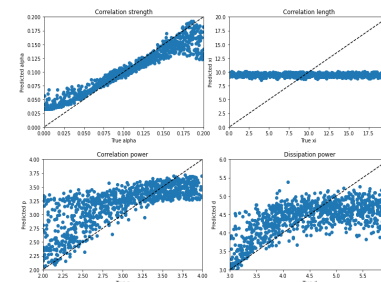 Correlation strength
0.200
0.175
0.150
0.125
0.100
0.075
0.050
0.025
0.000
Predicted alpha
0.000 0.025 0.050 0.075 0.100 0.125 0.150 0.175 0.200
True alpha
Correlation length
20.0
17.5
15.0
12.5
10.0
7.5
5.0
2.5
0.0
Predicted xi
0.0 2.5 5.0 7.5 10.0 12.5 15.0 17.5
True xi
Correlation power
4.00
3.75
3.50
3.25
3.00
2.75
2.50
2.25
2.00
Predicted p
2.00 2.25 2.50 2.75 3.00 3.25 3.50 3.75 4.00
Dissipation power
6.0
5.5
5.0
4.5
4.0
3.5
3.0
Predicted d
3.0 3.5 4.0 4.5 5.0 5.5